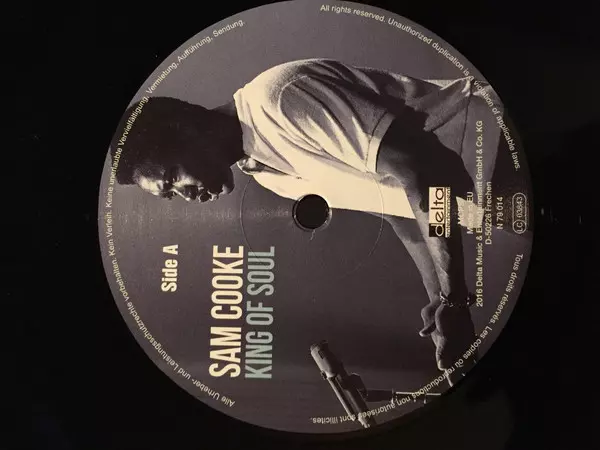 Side A
SAM COOKE
KING OF SOUL
delta
Made in EU
2016 Delta Music & Entertainment GmbH & Co. KG
D-50226 Frechen
N 79 014
LC 03643
Alle Urheber- und Leistungsschutzrechte vorbehalten. Kein Verleih. Keine unerlaubte Vervielfältigung, Vermietung, Aufführung, Sendung.
All rights reserved. Unauthorized duplication is a violation of applicable laws.
Tous droits réservés. Les copies où reproductions non autorisées sont illicites.